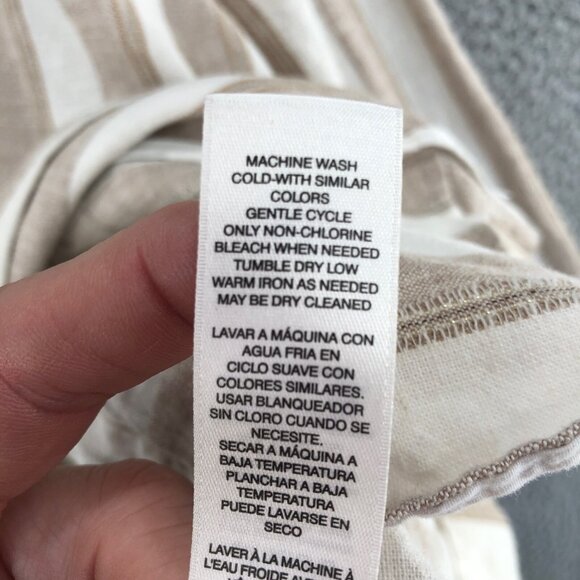 MACHINE WASH
COLD-WITH SIMILAR
COLORS
GENTLE CYCLE
ONLY NON-CHLORINE
BLEACH WHEN NEEDED
TUMBLE DRY LOW
WARM IRON AS NEEDED
MAY BE DRY CLEANED
LAVAR A MÁQUINA CON
AGUA FRIA EN
CICLO SUAVE CON
COLORES SIMILARES.
USAR BLANQUEADOR
SIN CLORO CUANDO SE
NECESITE.
SECAR A MÁQUINA A
BAJA TEMPERATURA
PLANCHAR A BAJA
TEMPERATURA
PUEDE LAVARSE EN
SECO
LAVER À LA MACHINE À
L'EAU FROIDE AVEC